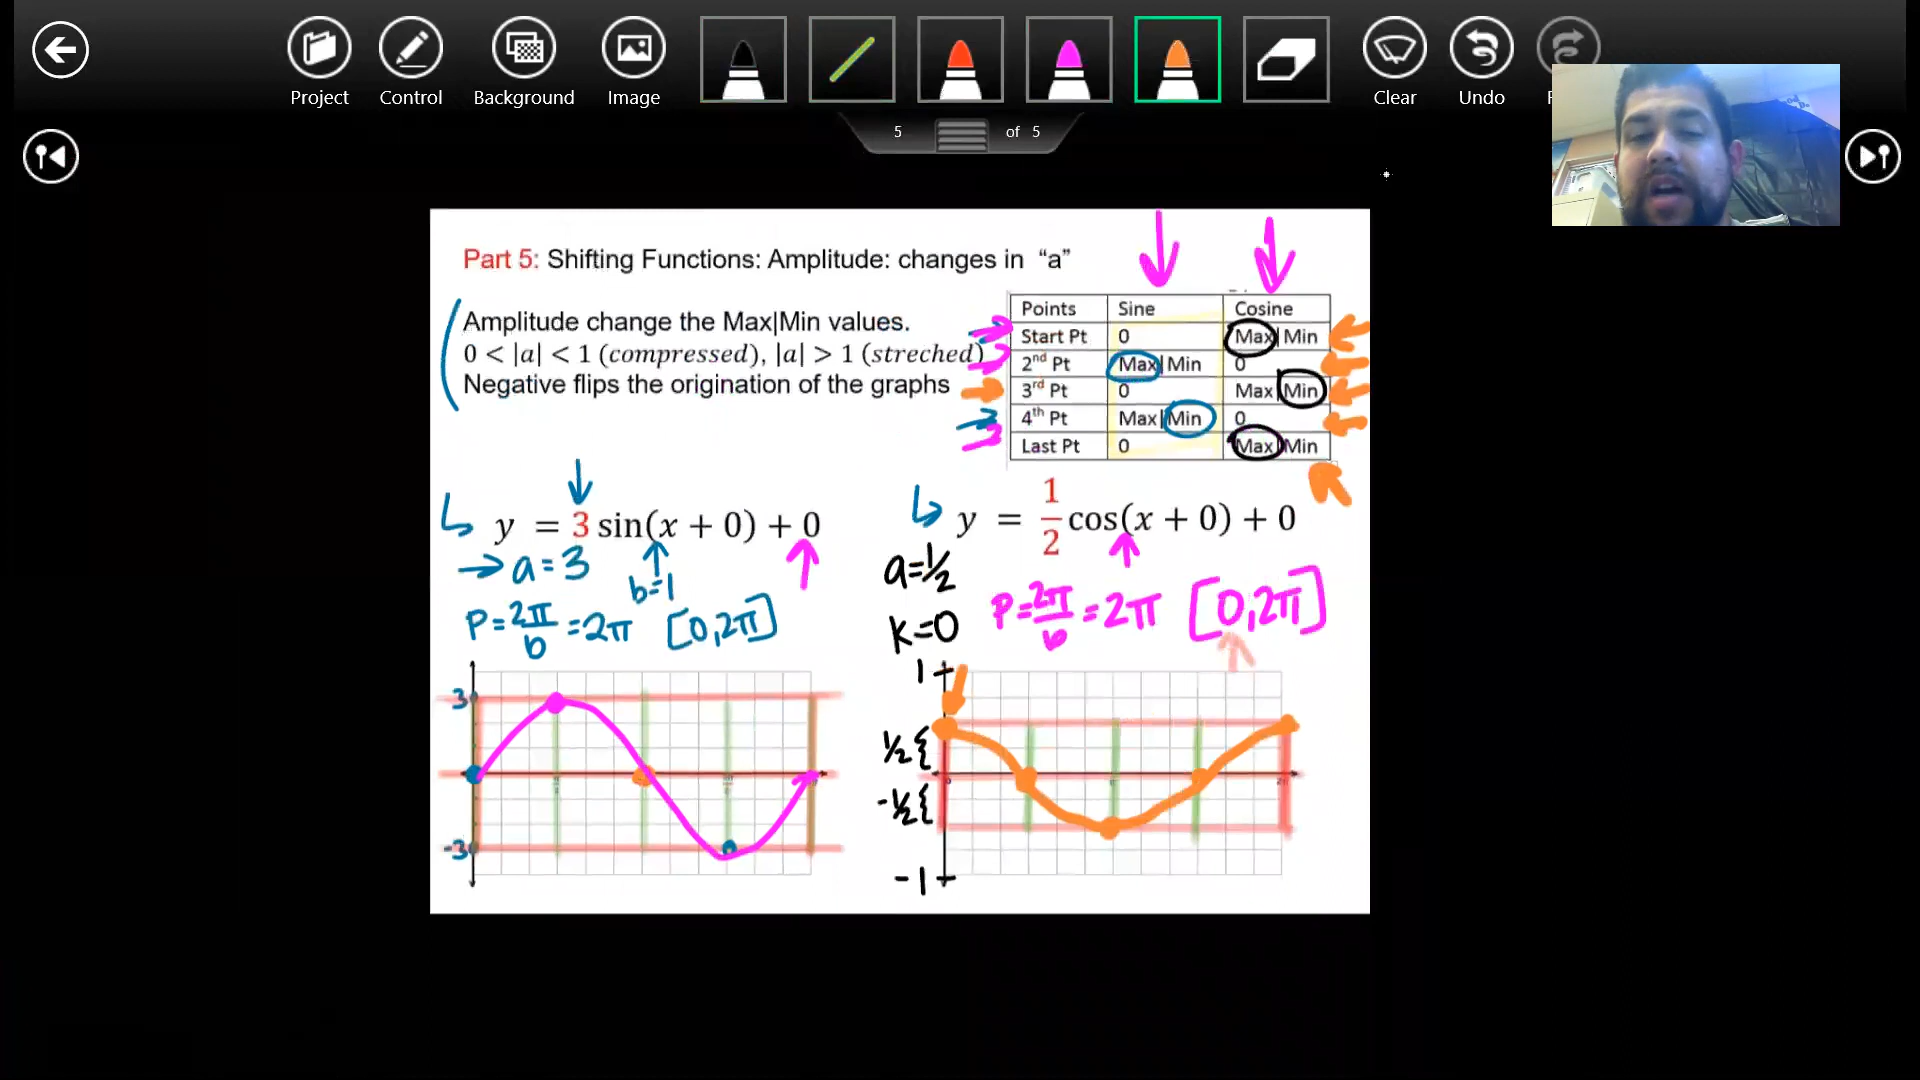 Project Control Background Image Clear Undo
5 of 5
Part 5: Shifting Functions: Amplitude: changes in “a”
Amplitude change the Max|Min values.
0 < |a| < 1 (compressed), |a| > 1 (streched)
Negative flips the origination of the graphs
Points Sine Cosine
Start Pt 0 Max|Min
2nd Pt Max|Min 0
3rd Pt 0 Max|Min
4th Pt Max|Min 0
Last Pt 0 Max|Min
y = 3 sin(x + 0) + 0
a = 3
b=1
P = 2π/b = 2π [0, 2π]
3
-3
y = 1/2 cos(x + 0) + 0
a = 1/2
K = 0
P = 2π/b = 2π [0, 2π]
1
1/2 {
-1/2 {
-1